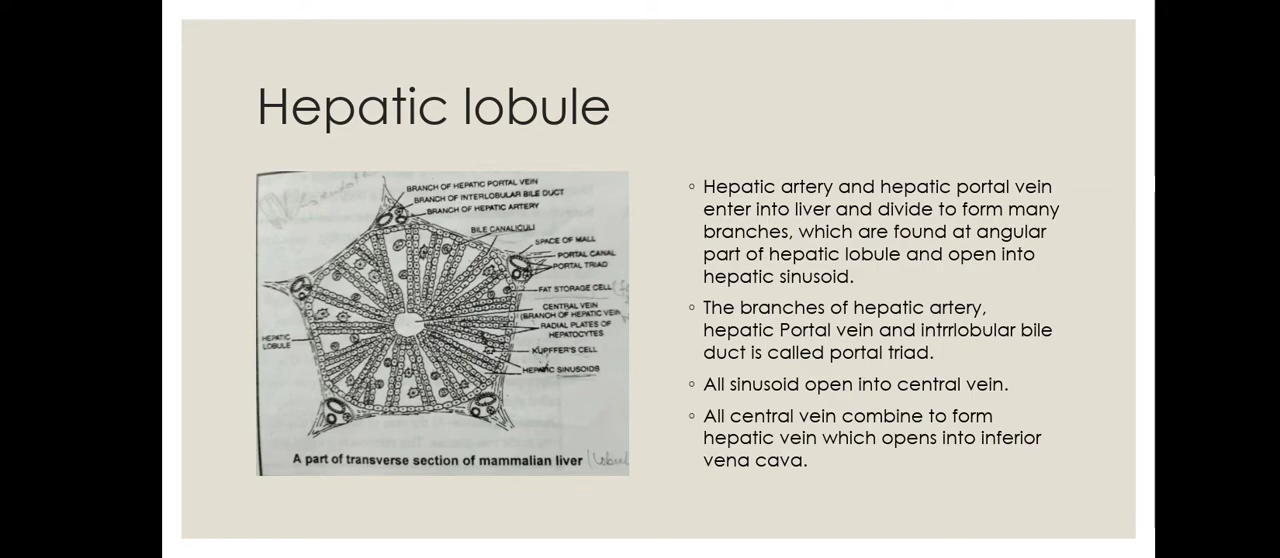 Hepatic lobule
BRANCH OF HEPATIC PORTAL VEIN
BRANCH OF INTERLOBULAR BILE DUCT
BRANCH OF HEPATIC ARTERY
BILE CANALICULI
SPACE OF MALL
PORTAL CANAL
PORTAL TRIAD
FAT STORAGE CELL
CENTRAL VEIN
(BRANCH OF HEPATIC VEIN
RADIAL PLATES OF
HEPATOCYTES
HEPATIC
LOBULE
KUPFFER'S CELL
HEPATIC SINUSOIDS
A part of transverse section of mammalian liver
◦ Hepatic artery and hepatic portal vein
enter into liver and divide to form many
branches, which are found at angular
part of hepatic lobule and open into
hepatic sinusoid.
◦ The branches of hepatic artery,
hepatic Portal vein and intrrlobular bile
duct is called portal triad.
◦ All sinusoid open into central vein.
◦ All central vein combine to form
hepatic vein which opens into inferior
vena cava.